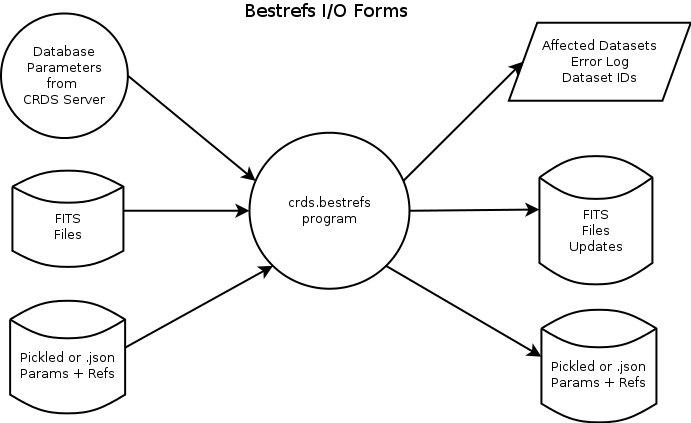 Bestrefs I/O Forms
Database
Parameters
from
CRDS Server
Affected Datasets
Error Log
Dataset IDs
crds.bestrefs
program
FITS
Files
FITS
Files
Updates
Pickled or .json
Params + Refs
Pickled or .json
Params + Refs